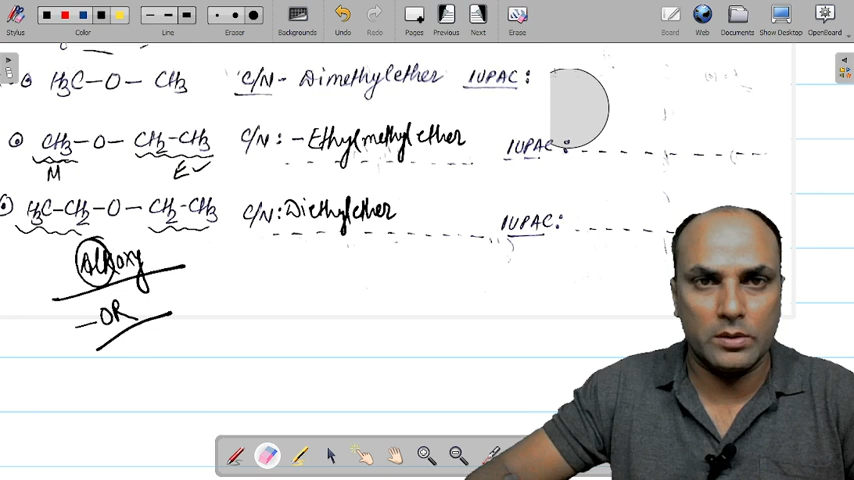 Stylus Color Line Eraser Backgrounds Undo Redo Pages Previous Next Erase Board Web Documents Show Desktop OpenBoard
H₃C-O-CH₃ C/N- Dimethylether IUPAC:
CH₃-O-CH₂-CH₃ C/N:- Ethylmethylether IUPAC:
M E
H₃C-CH₂-O-CH₂-CH₃ C/N: Diethylether IUPAC:
Alkoxy
-OR